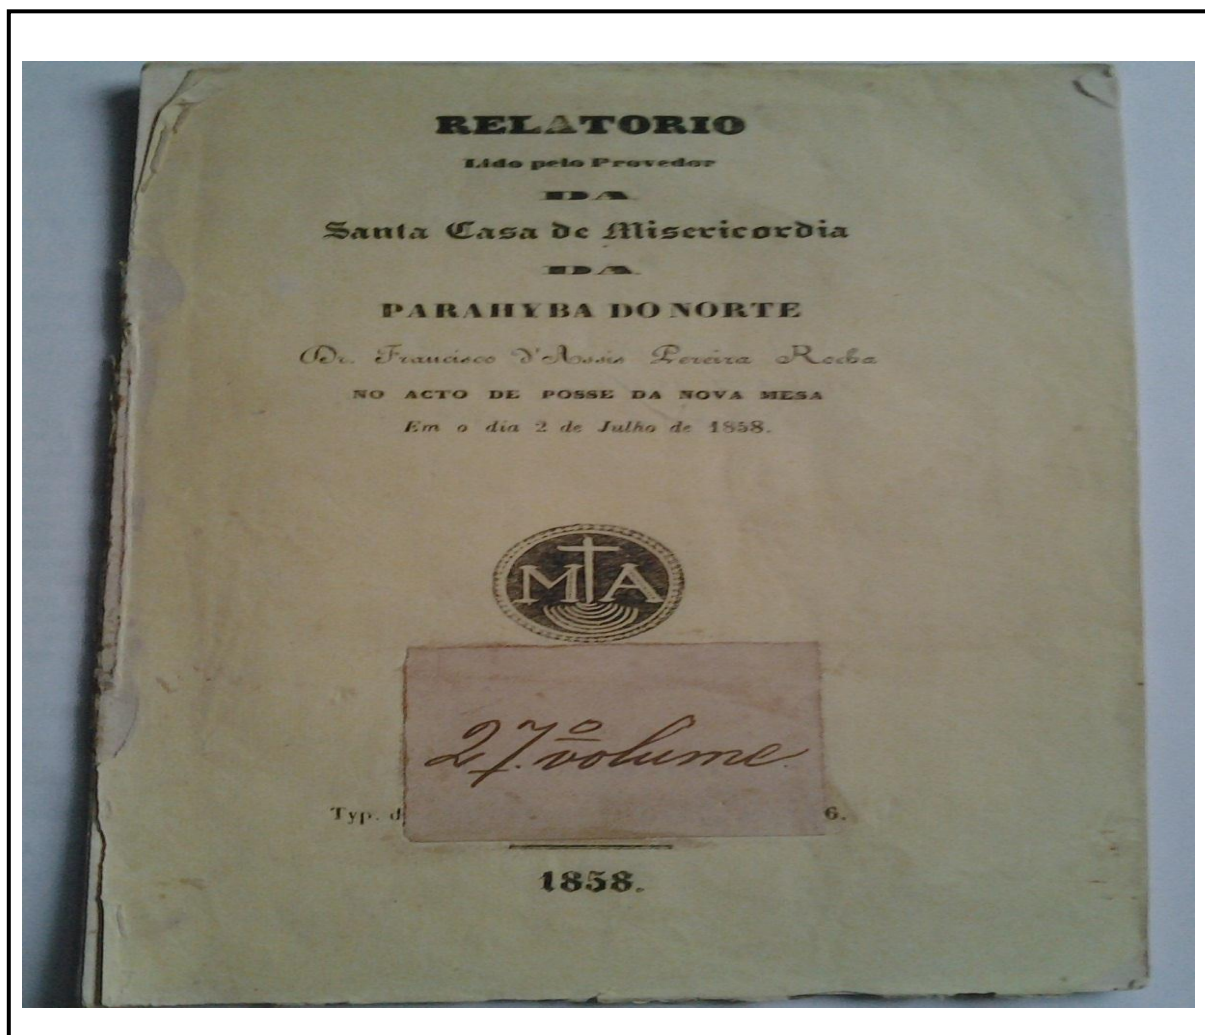 RELATORIO
Lido pelo Provedor
DA
Santa Casa de Misericordia
DA
PARAHYBA DO NORTE
Dr. Francisco d'Assis Pereira Rocha
NO ACTO DE POSSE DA NOVA MESA
Em o dia 2 de Julho de 1858.
M A
27.º volume
Typ. d 6.
1858.